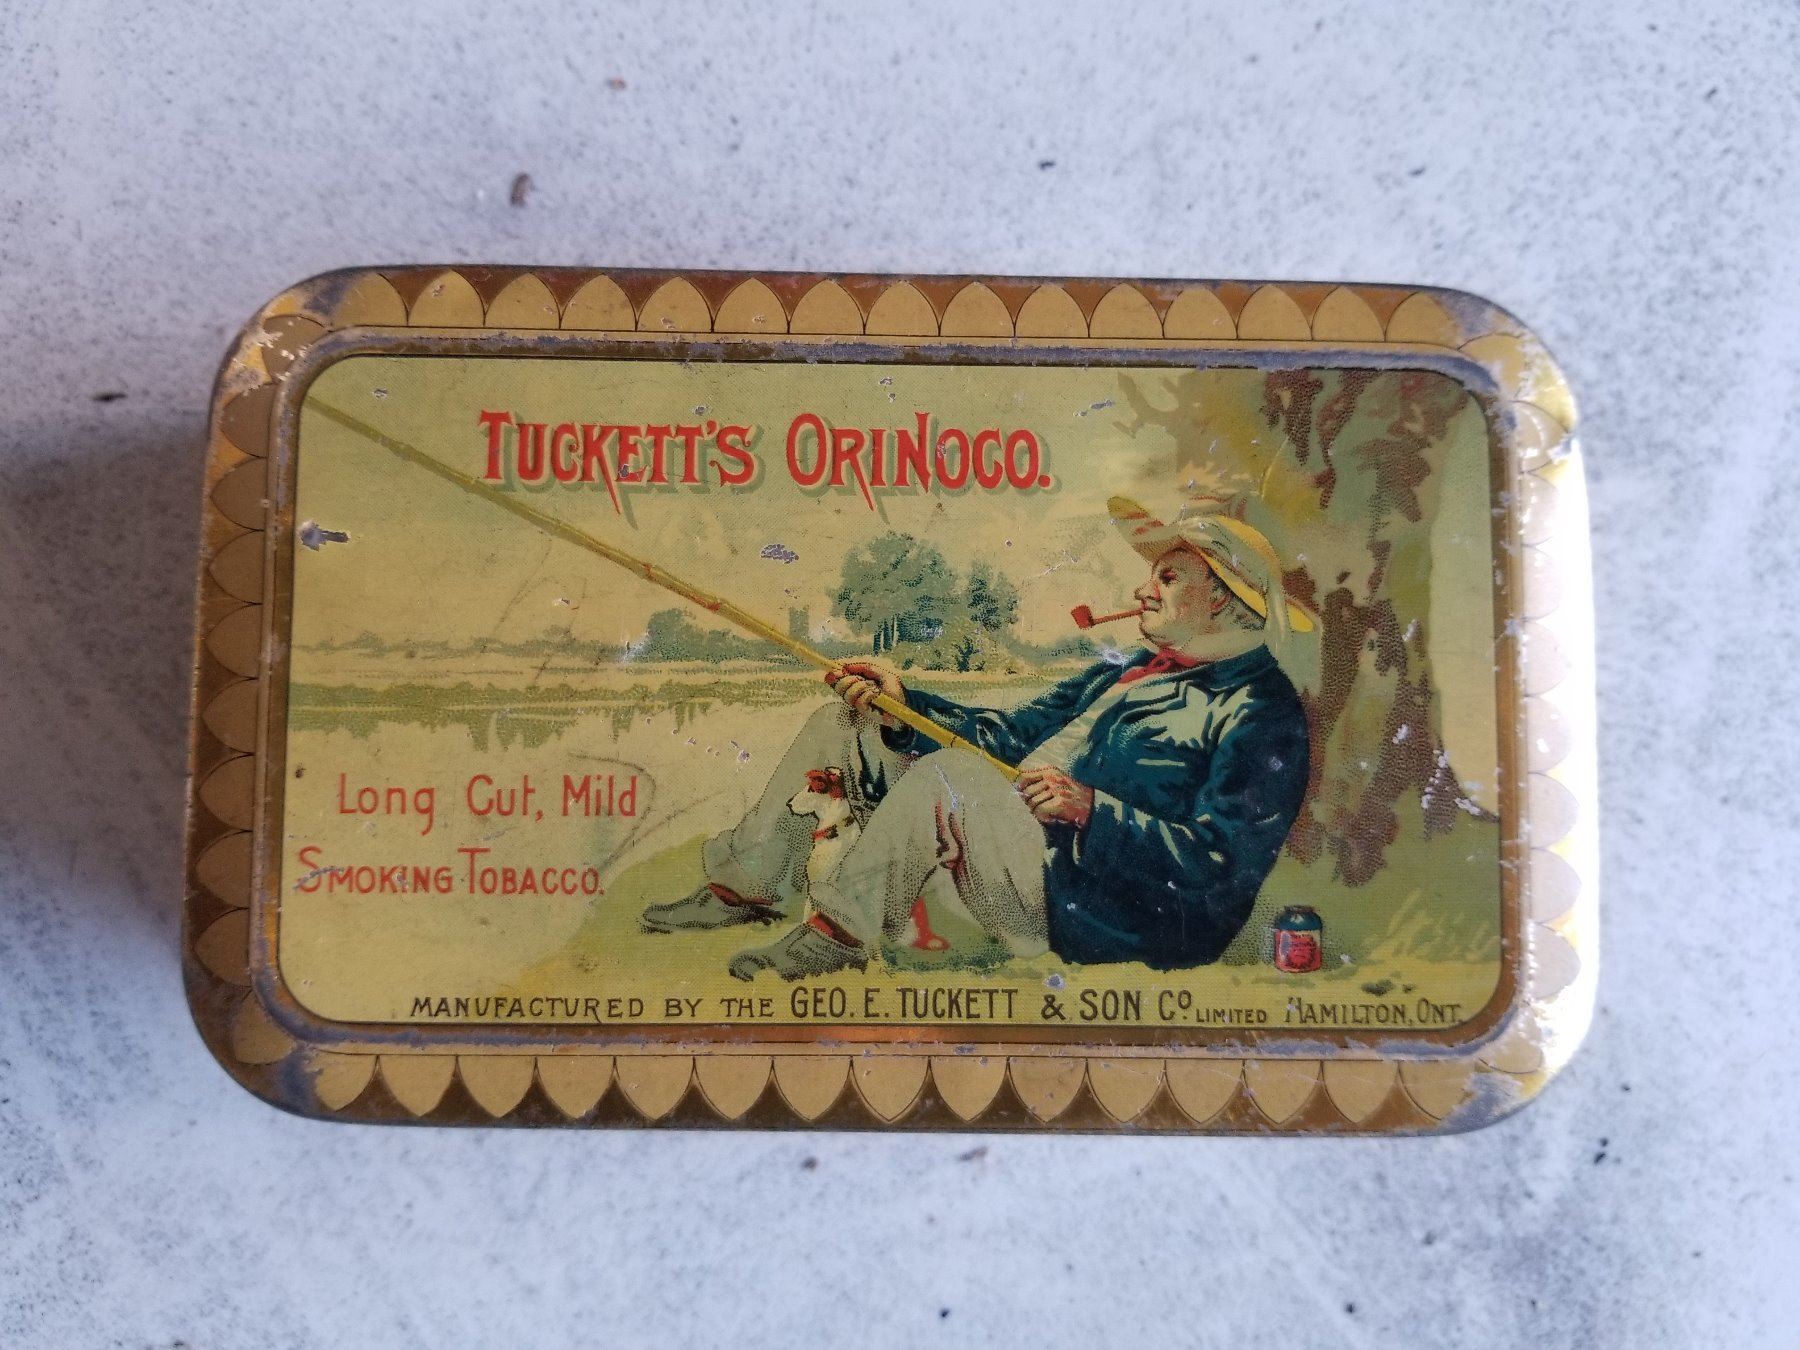 TUCKETT'S ORINOCO.
Long Cut, Mild
SMOKING TOBACCO.
MANUFACTURED BY THE GEO. E. TUCKETT & SON Co LIMITED HAMILTON, ONT.